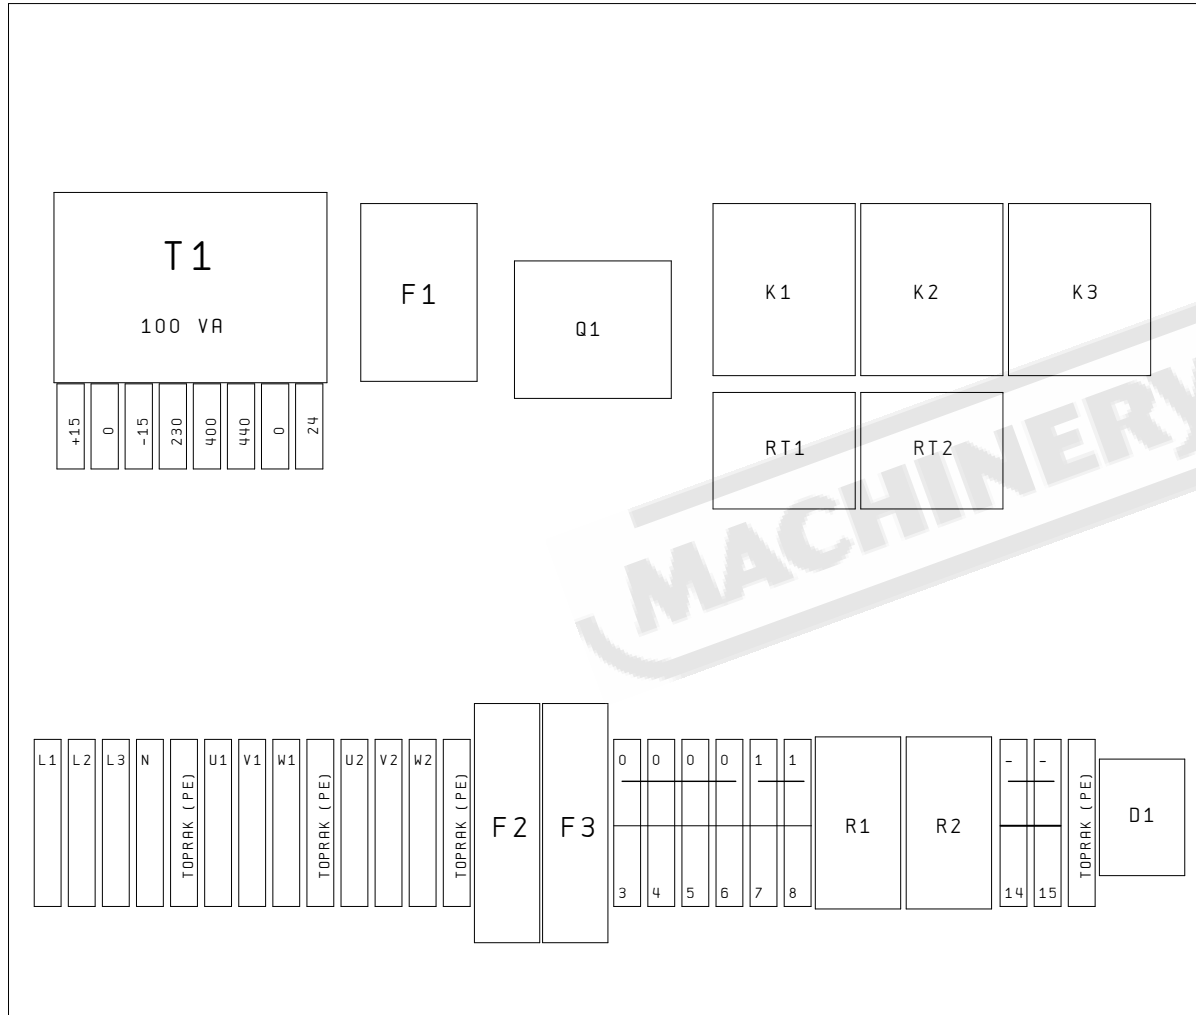 T1
100 VA
+15 0 -15 230 400 440 0 24
F1
Q1
K1 K2 K3
RT1 RT2
MACHINERY
L1 L2 L3 N TOPRAK (PE) U1 V1 W1 TOPRAK (PE) U2 V2 W2 TOPRAK (PE)
F2 F3
0 0 0 0 1 1
3 4 5 6 7 8
R1 R2
- -
14 15
TOPRAK (PE)
D1